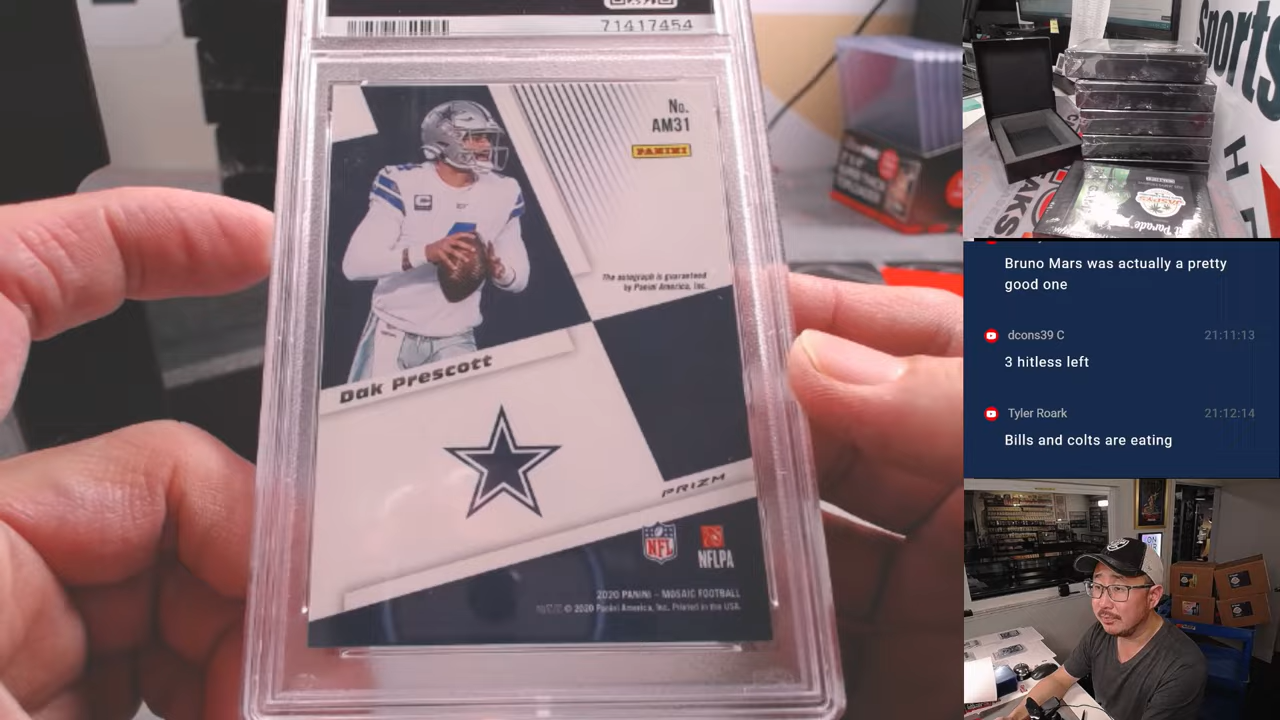 71417454
No.
AM31
PANINI
The autograph is guaranteed
by Panini America, Inc.
Dak Prescott
PRIZM
NFL
NFLPA
2020 PANINI – MOSAIC FOOTBALL
© 2020 Panini America, Inc. Printed in the USA.
sports
Bruno Mars was actually a pretty
good one
dcons39 C 21:11:13
3 hitless left
Tyler Roark 21:12:14
Bills and colts are eating